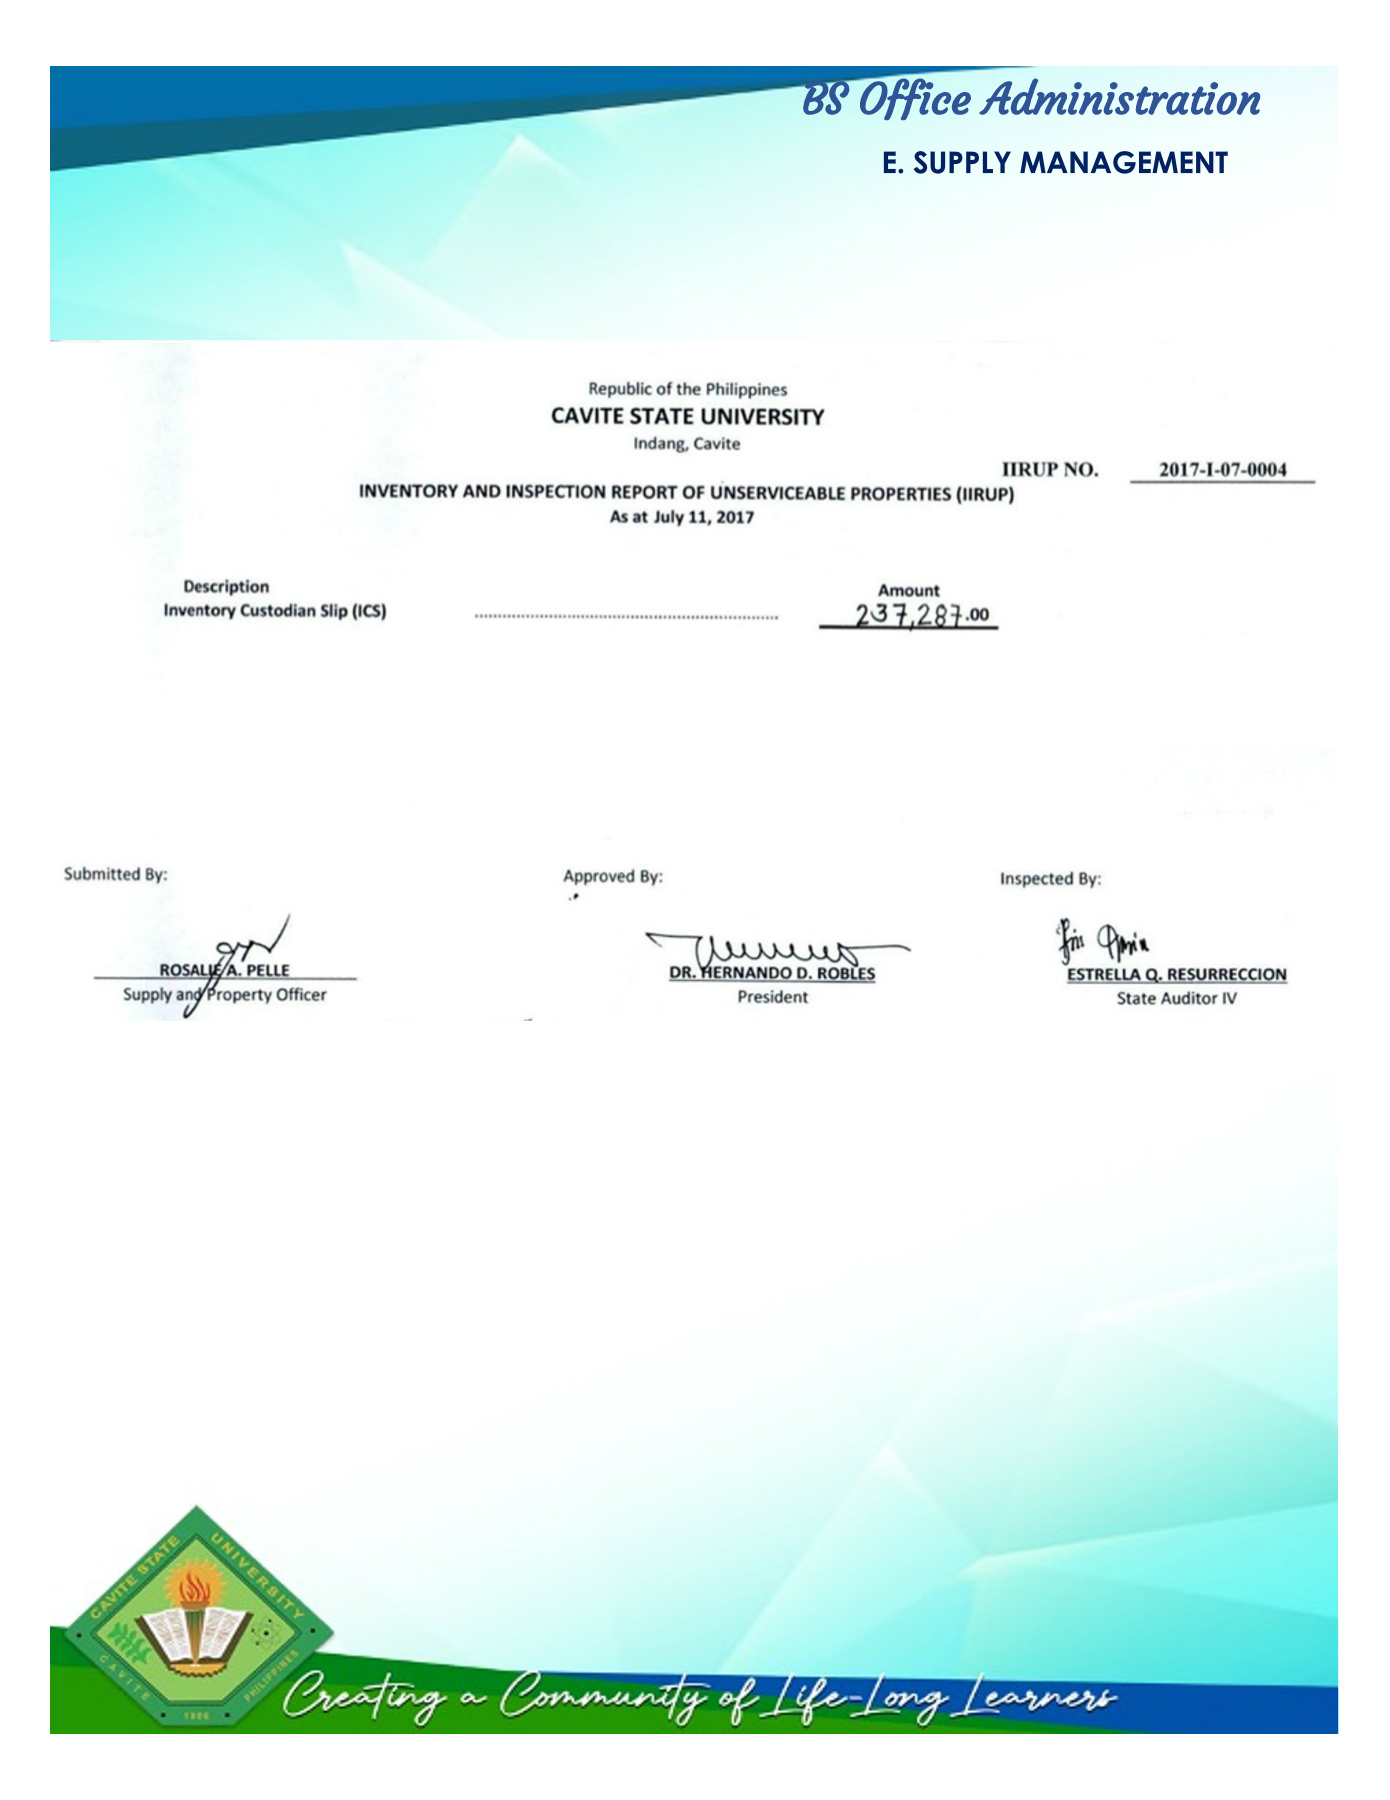 BS Office Administration
E. SUPPLY MANAGEMENT
Republic of the Philippines
CAVITE STATE UNIVERSITY
Indang, Cavite
IIRUP NO. 2017-I-07-0004
INVENTORY AND INSPECTION REPORT OF UNSERVICEABLE PROPERTIES (IIRUP)
As at July 11, 2017
Description Amount
Inventory Custodian Slip (ICS) ........................................ 237,287.00
Submitted By: Approved By: Inspected By:
ROSALIE A. PELLE DR. HERNANDO D. ROBLES ESTRELLA Q. RESURRECCION
Supply and Property Officer President State Auditor IV
CAVITE STATE UNIVERSITY
CAVITE PHILIPPINES
1906
Creating a Community of Life-Long Learners